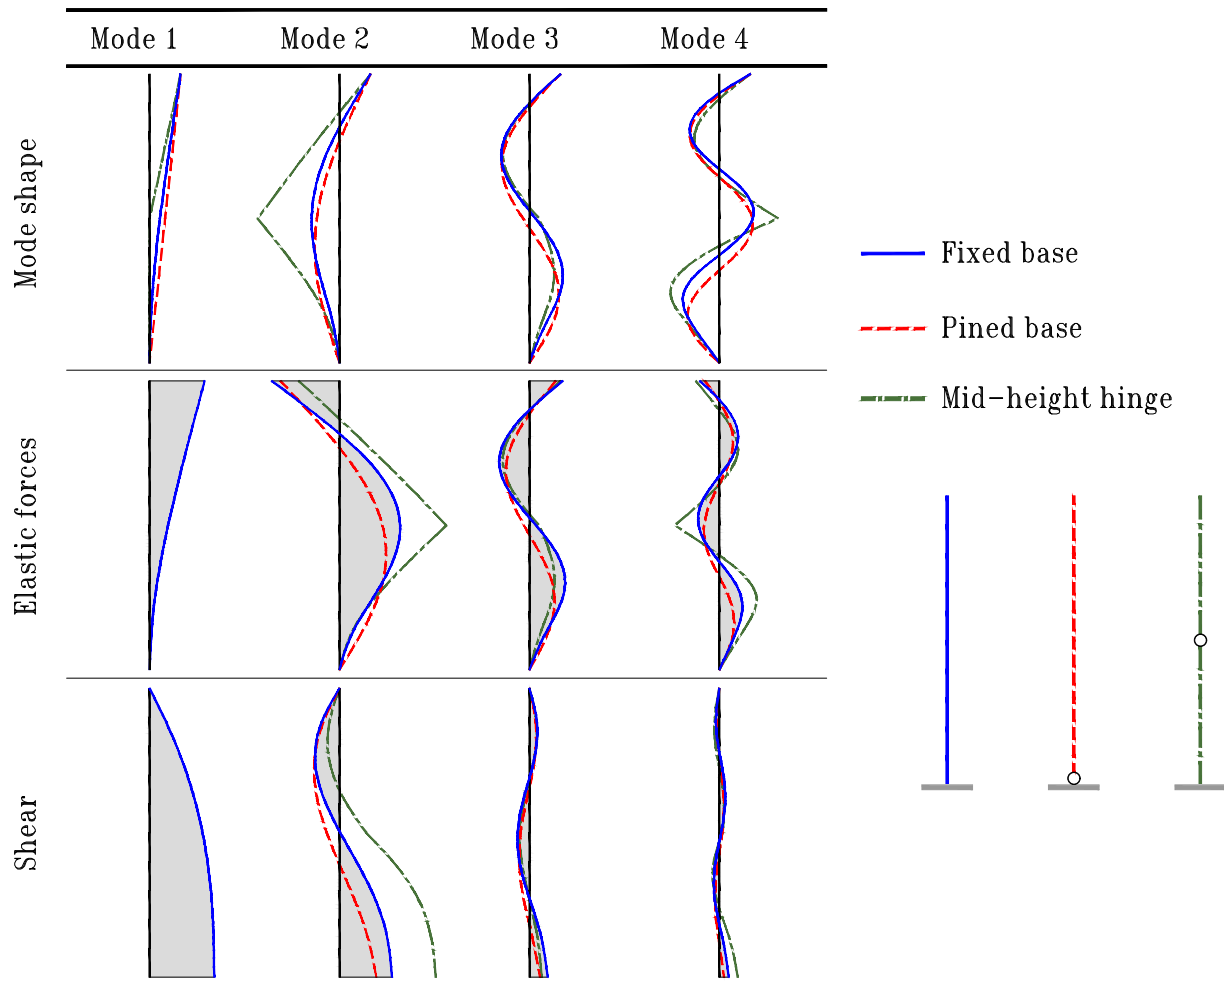 Mode 1 Mode 2 Mode 3 Mode 4
Mode shape
Elastic forces
Shear
Fixed base
Pined base
Mid-height hinge